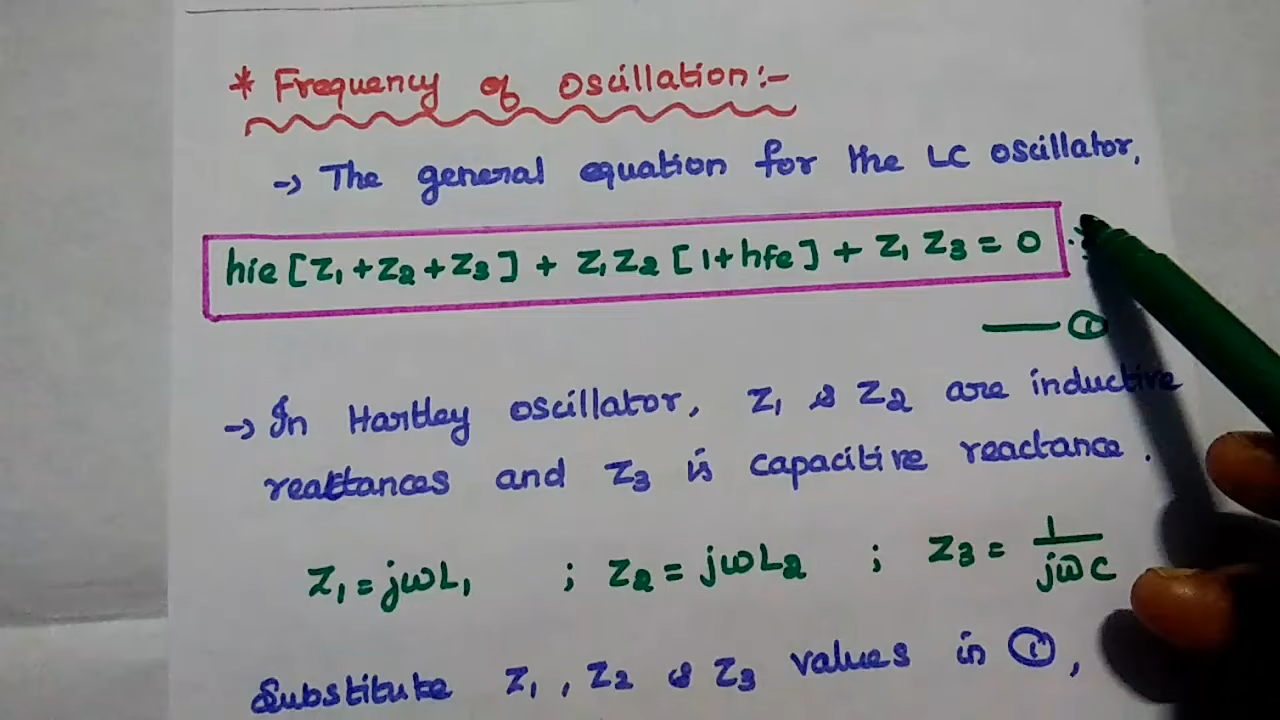 * Frequency of Oscillation:-
→ The general equation for the LC oscillator,
hie [Z₁ + Z₂ + Z₃] + Z₁Z₂ [1+hfe] + Z₁ Z₃ = 0
— ①
→ In Hartley oscillator, Z₁ & Z₂ are inductive
reactances and Z₃ is capacitive reactance.
Z₁ = jωL₁ ; Z₂ = jωL₂ ; Z₃ = 1/jωC
Substitute Z₁, Z₂ & Z₃ values in ①,